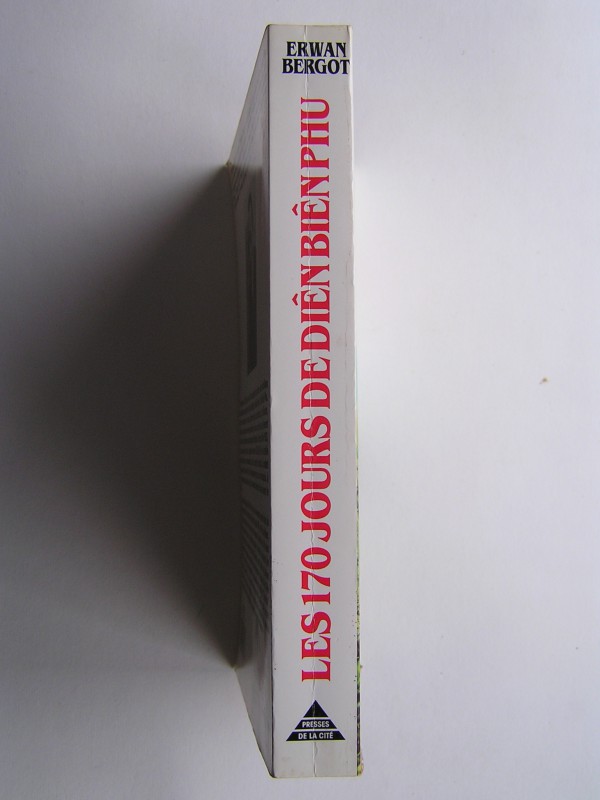 ERWAN
BERGOT
LES 170 JOURS DE DIÊN BIÊN PHU
PRESSES
DE LA CITÉ